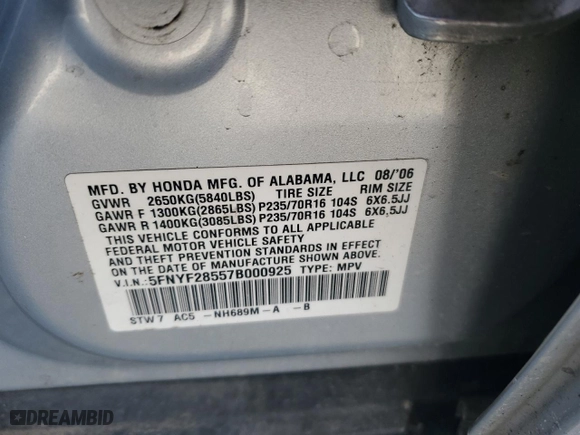 MFD. BY HONDA MFG. OF ALABAMA, LLC 08/'06
GVWR 2650KG(5840LBS) TIRE SIZE RIM SIZE
GAWR F 1300KG(2865LBS) P235/70R16 104S 6X6.5JJ
GAWR R 1400KG(3085LBS) P235/70R16 104S 6X6.5JJ
THIS VEHICLE CONFORMS TO ALL APPLICABLE
FEDERAL MOTOR VEHICLE SAFETY
AND THEFT PREVENTION STANDARDS IN EFFECT
ON THE DATE OF MANUFACTURE SHOWN ABOVE.
V.I.N.: 5FNYF28557B000925 TYPE: MPV
STW7 AC5 -NH689M-A -B
DREAMBID